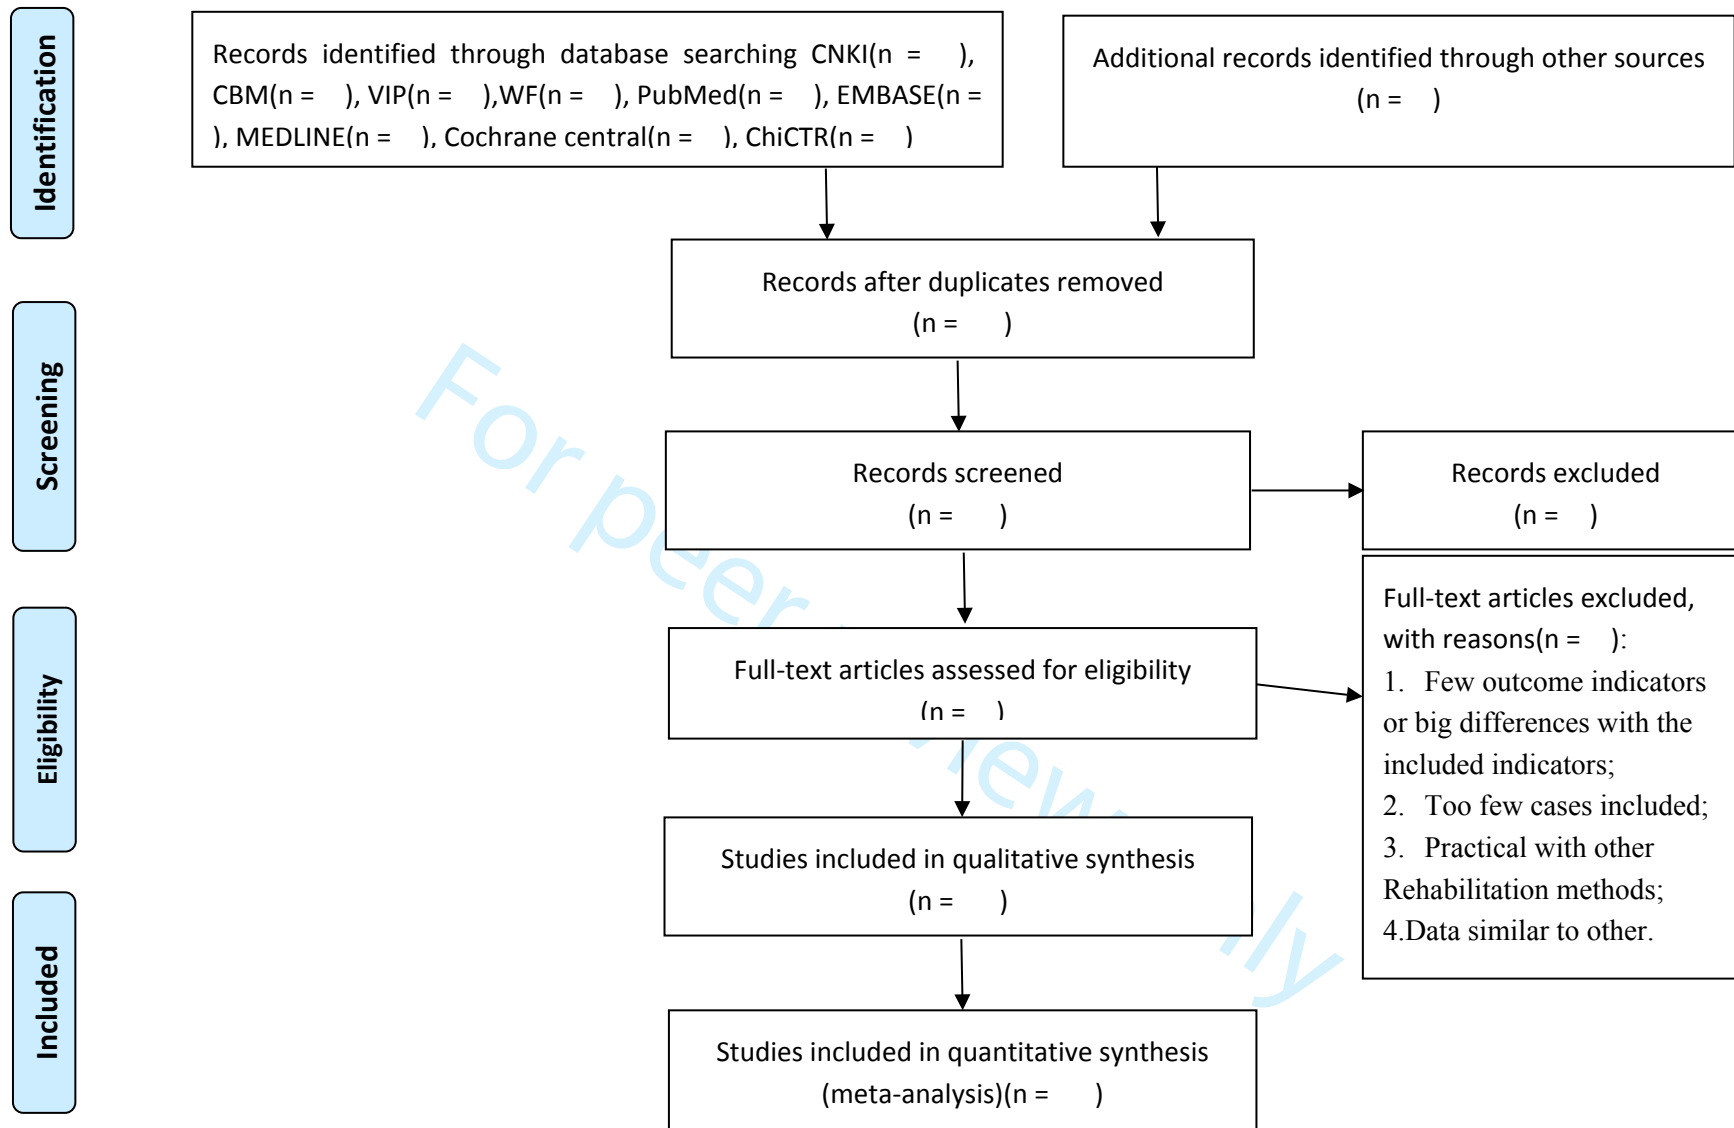 Identification
Records identified through database searching CNKI(n =   ),
CBM(n =   ), VIP(n =   ),WF(n =   ), PubMed(n =   ), EMBASE(n =
), MEDLINE(n =   ), Cochrane central(n =   ), ChiCTR(n =   )
Additional records identified through other sources
(n =   )
Records after duplicates removed
(n =   )
Screening
Records screened
(n =   )
Records excluded
(n =   )
Eligibility
Full-text articles assessed for eligibility
(n =   )
Full-text articles excluded,
with reasons(n =   ):
1. Few outcome indicators
or big differences with the
included indicators;
2. Too few cases included;
3. Practical with other
Rehabilitation methods;
4.Data similar to other.
Studies included in qualitative synthesis
(n =   )
Included
Studies included in quantitative synthesis
(meta-analysis)(n =   )
For peer